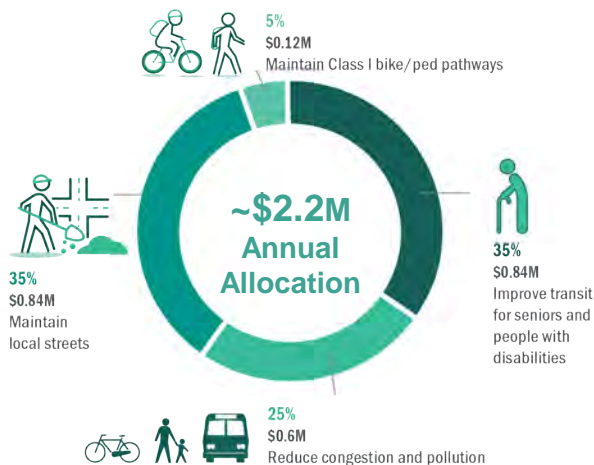 5%
$0.12M
Maintain Class I bike/ped pathways
~$2.2M
Annual
Allocation
35%
$0.84M
Improve transit
for seniors and
people with
disabilities
35%
$0.84M
Maintain
local streets
25%
$0.6M
Reduce congestion and pollution